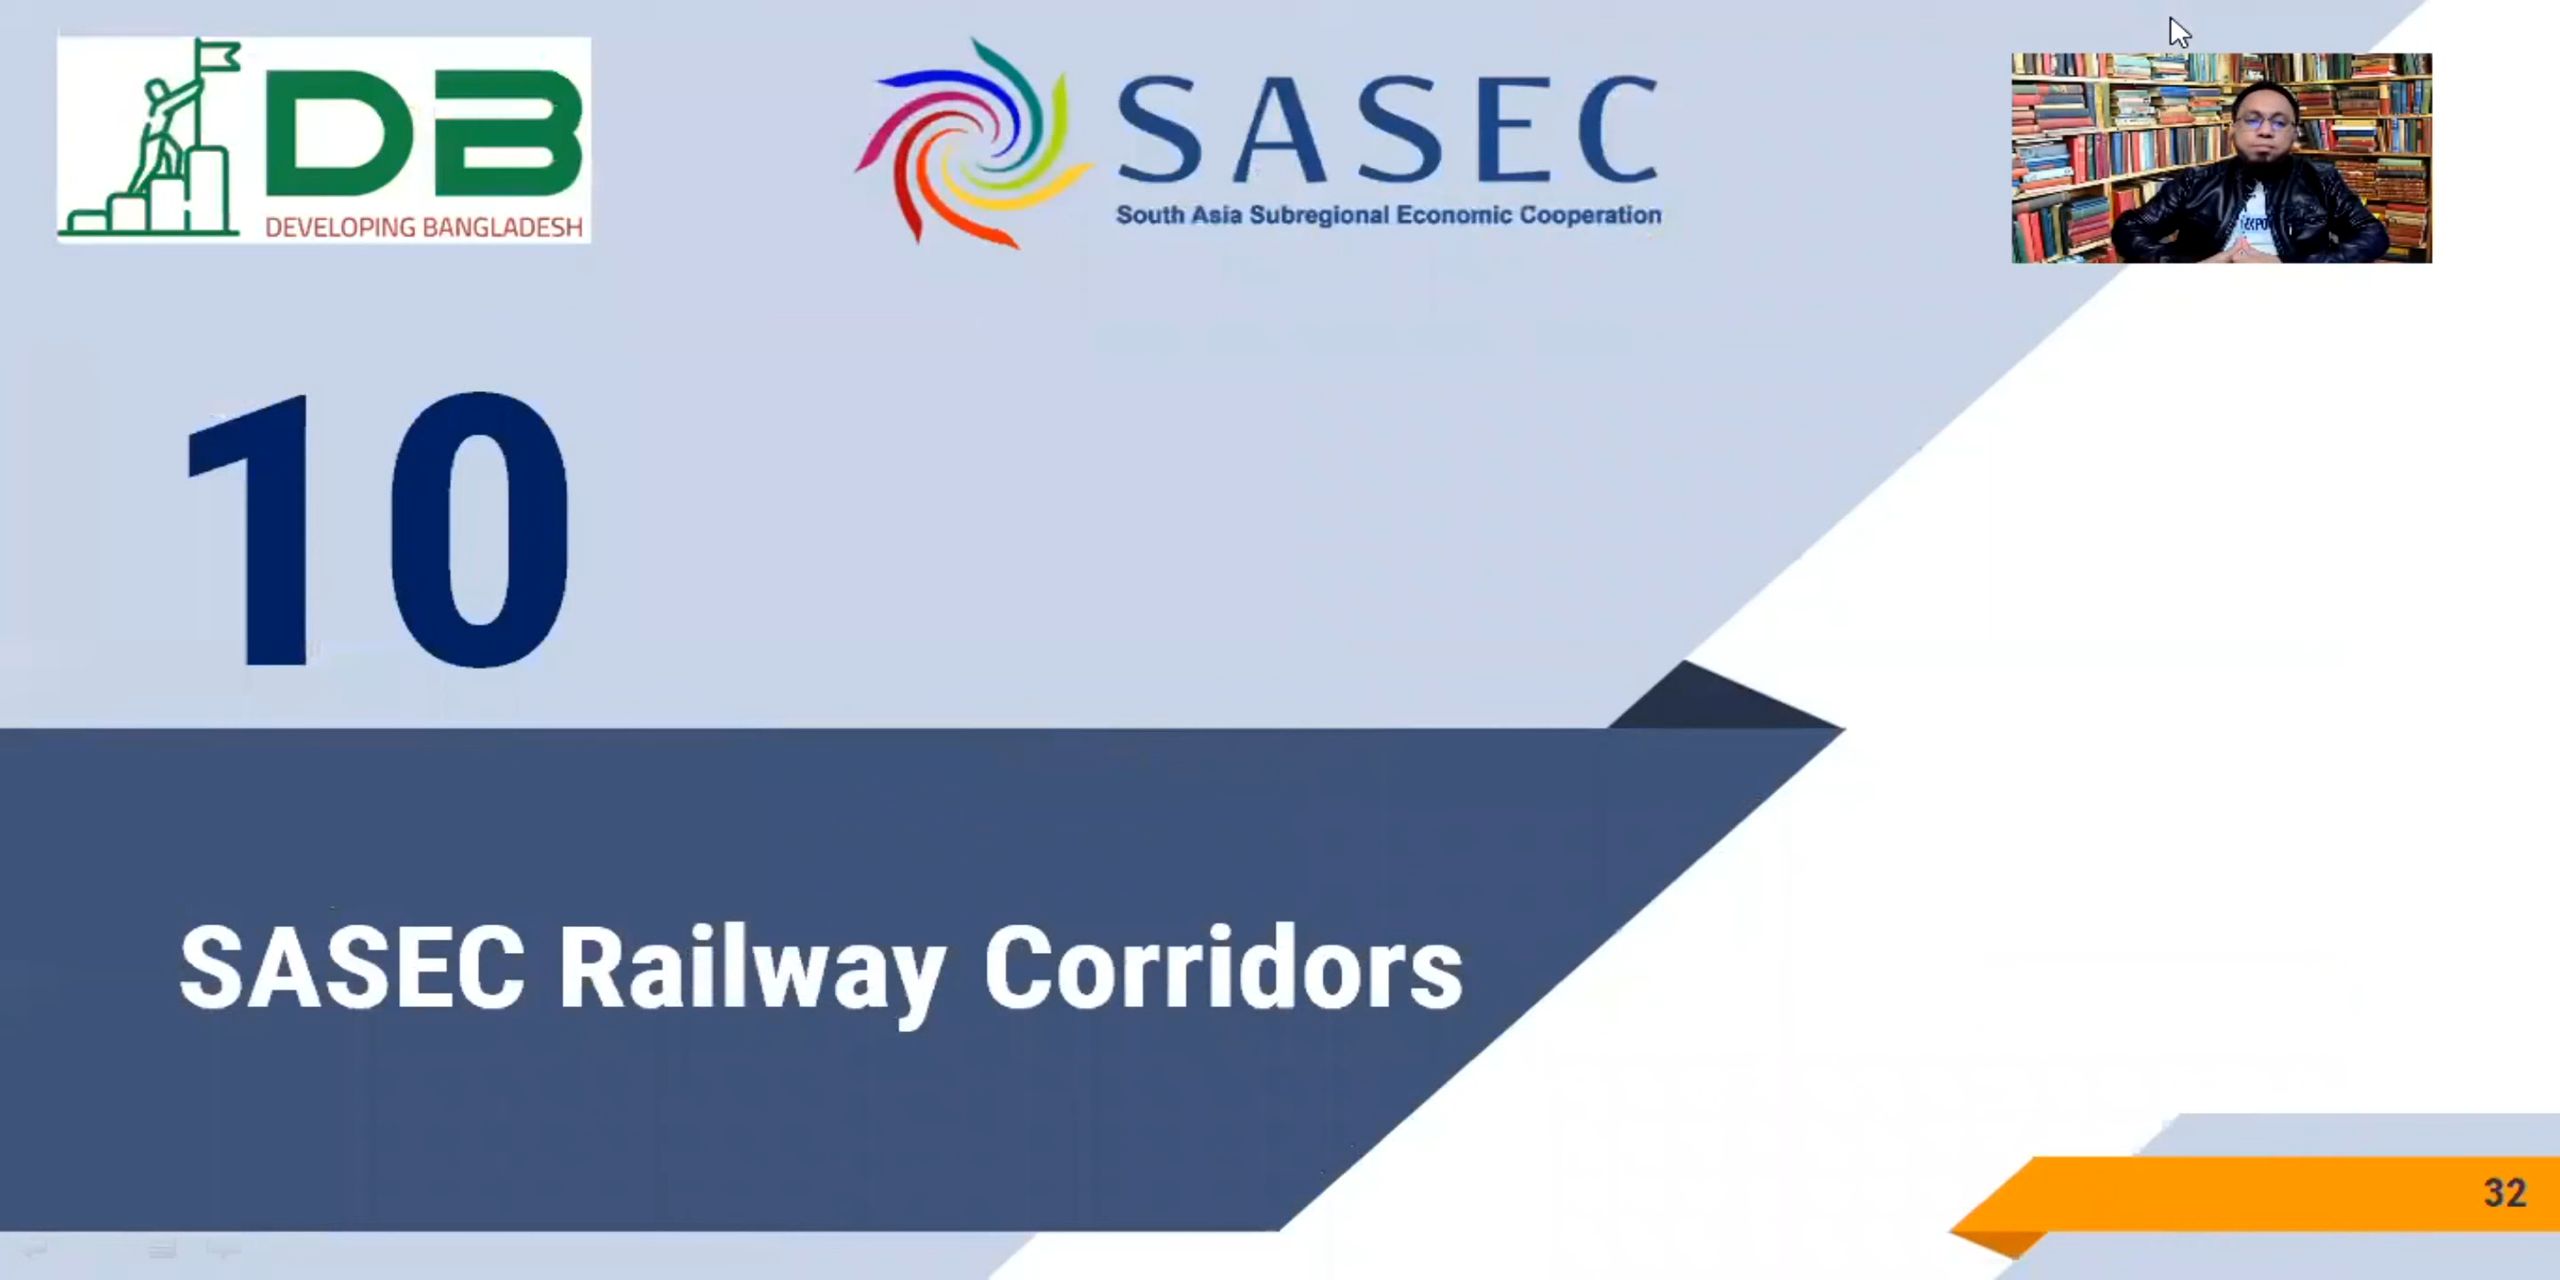 DB
DEVELOPING BANGLADESH
SASEC
South Asia Subregional Economic Cooperation
10
SASEC Railway Corridors
32